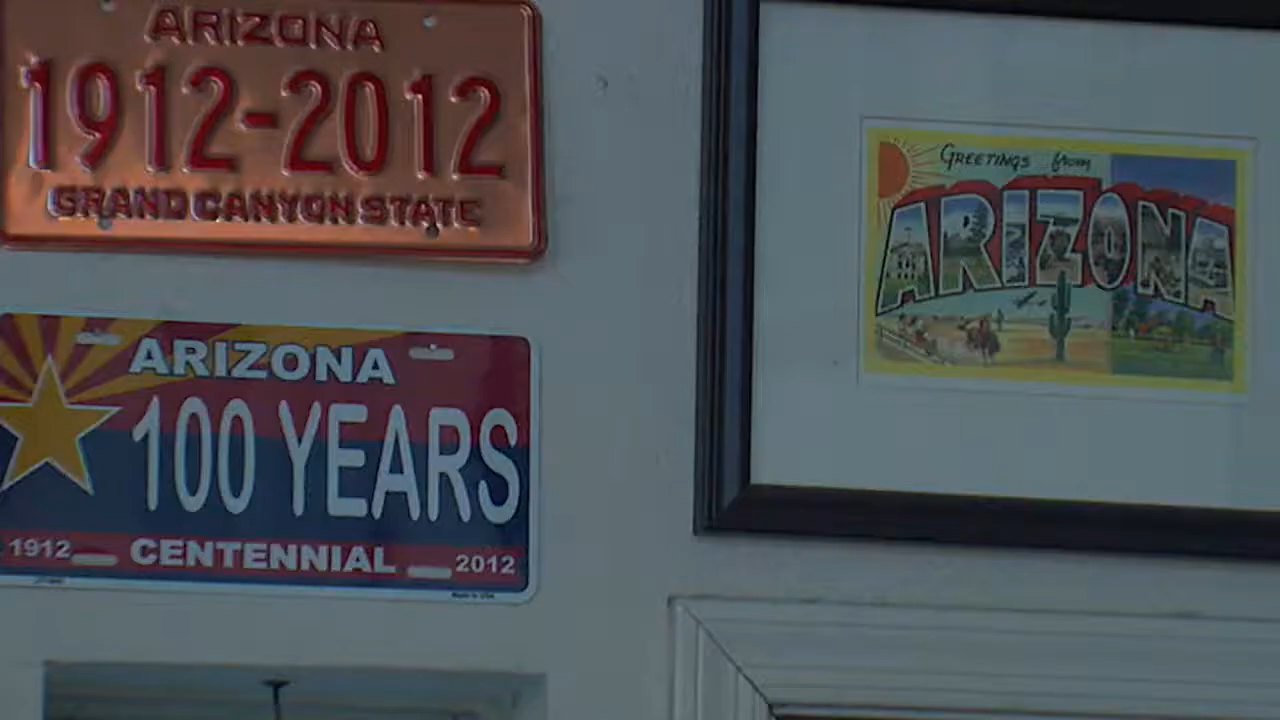 ARIZONA
1912-2012
GRAND CANYON STATE
ARIZONA
100 YEARS
1912 CENTENNIAL 2012
GREETINGS from
ARIZONA